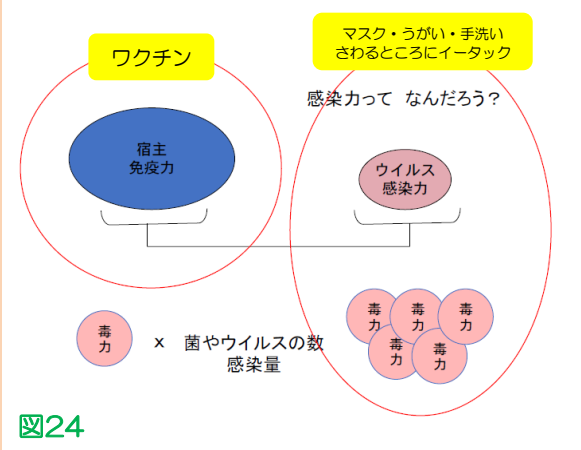 ワクチン
マスク・うがい・手洗い
さわるところにイータック
感染力って なんだろう?
宿主
免疫力
ウイルス
感染力
毒
力
x 菌やウイルスの数
感染量
毒
力
毒
力
毒
力
毒
力
毒
力
図24